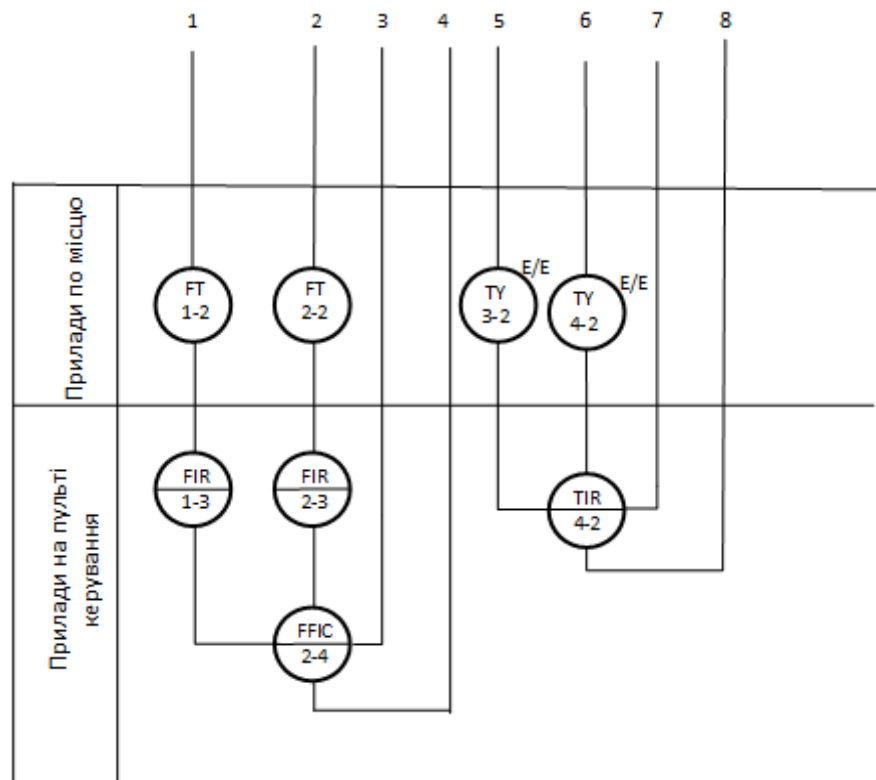 1 2 3 4 5 6 7 8
Прилади по місцю
FT
1-2
FT
2-2
TY
3-2
E/E
TY
4-2
E/E
Прилади на пульті
керування
FIR
1-3
FIR
2-3
TIR
4-2
FFIC
2-4